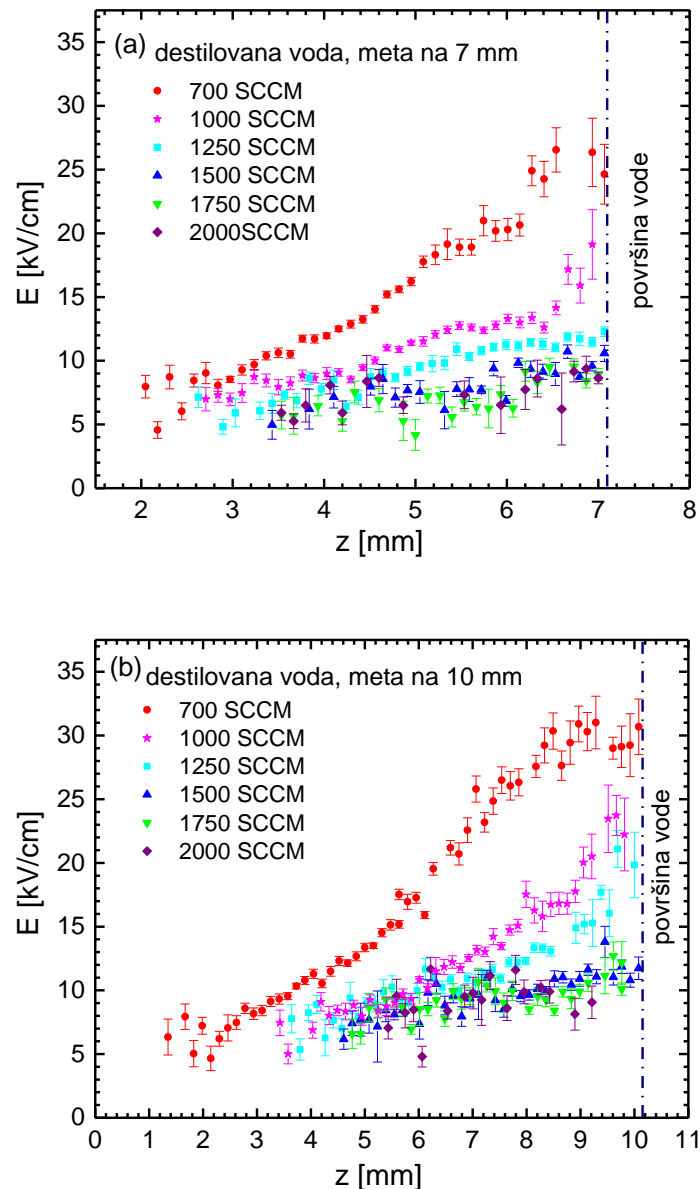 (a) destilovana voda, meta na 7 mm
700 SCCM
1000 SCCM
1250 SCCM
1500 SCCM
1750 SCCM
2000SCCM
površina vode
E [kV/cm]
35
30
25
20
15
10
5
0
2 3 4 5 6 7 8
z [mm]
(b) destilovana voda, meta na 10 mm
700 SCCM
1000 SCCM
1250 SCCM
1500 SCCM
1750 SCCM
2000 SCCM
površina vode
E [kV/cm]
35
30
25
20
15
10
5
0
0 1 2 3 4 5 6 7 8 9 10 11
z [mm]